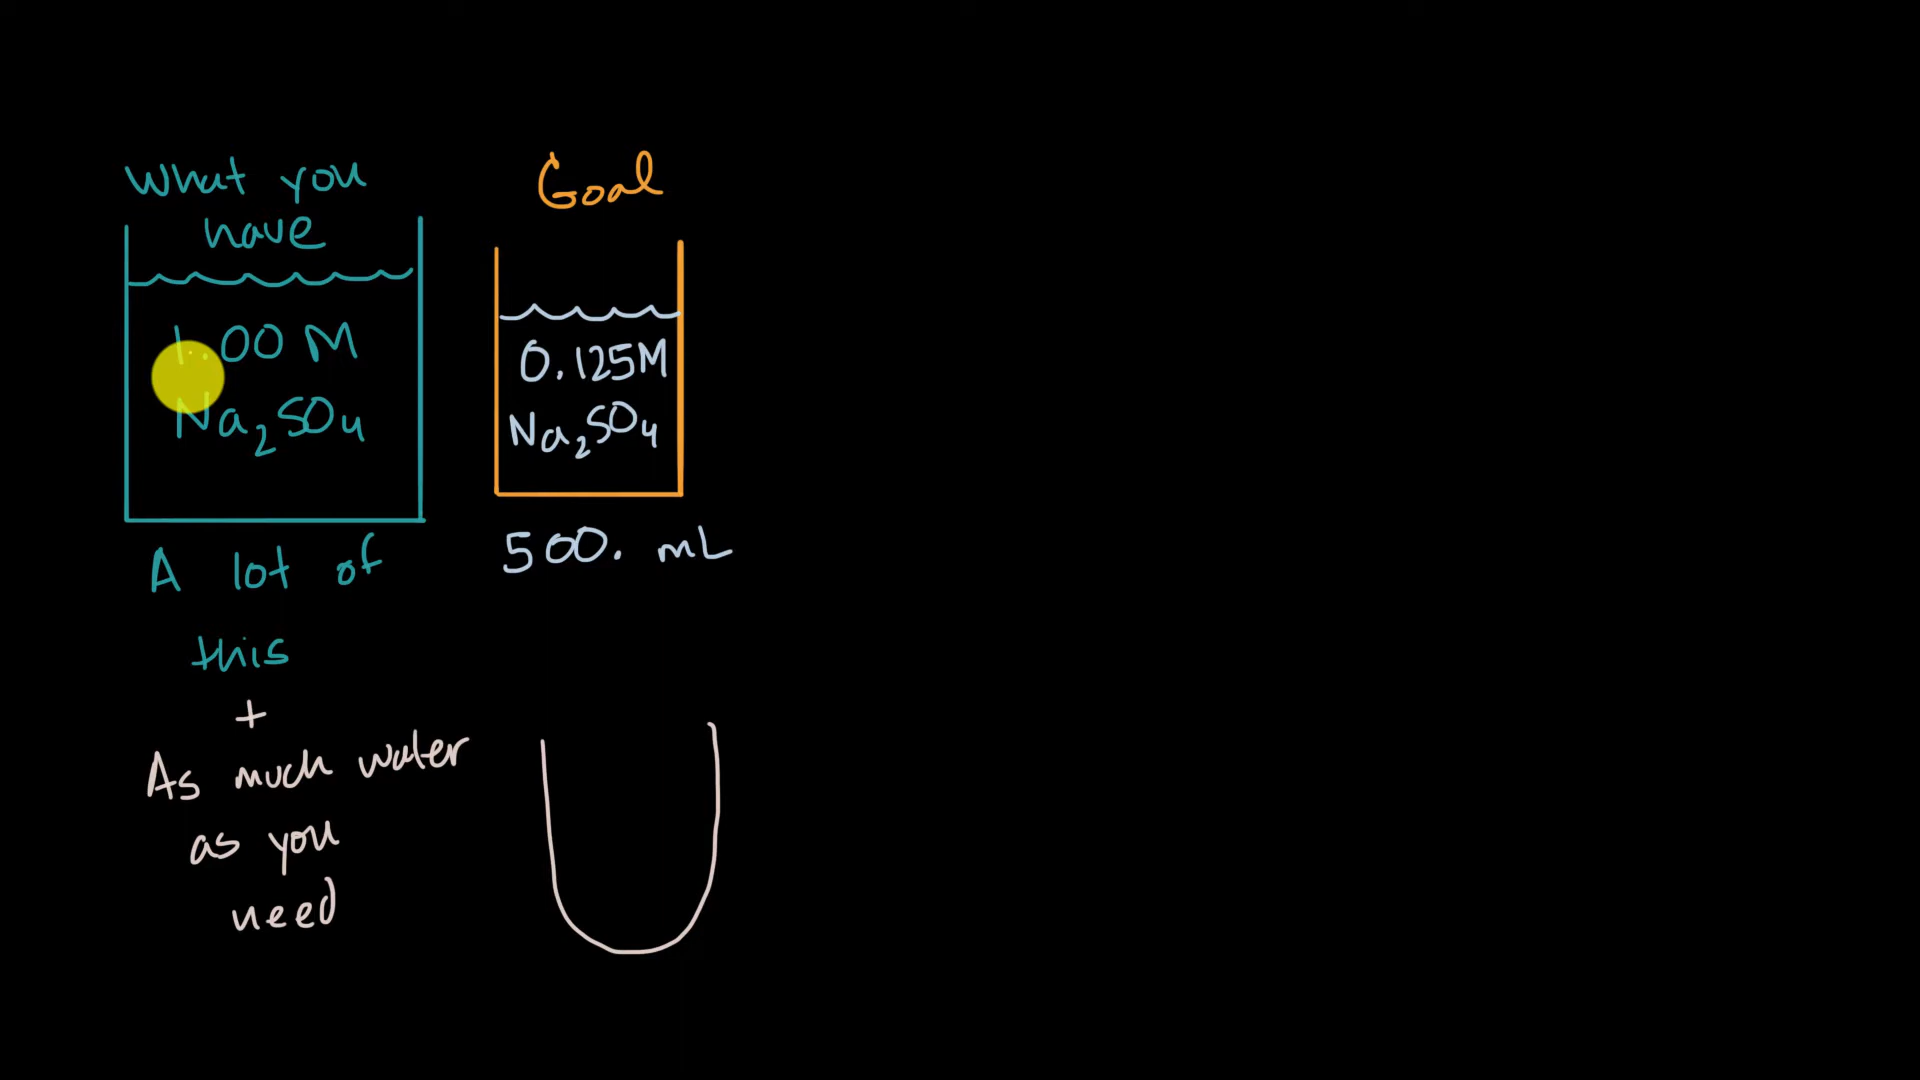 What you
have
1.00 M
Na₂SO₄
A lot of
this
+
As much water
as you
need
Goal
0.125M
Na₂SO₄
500. mL